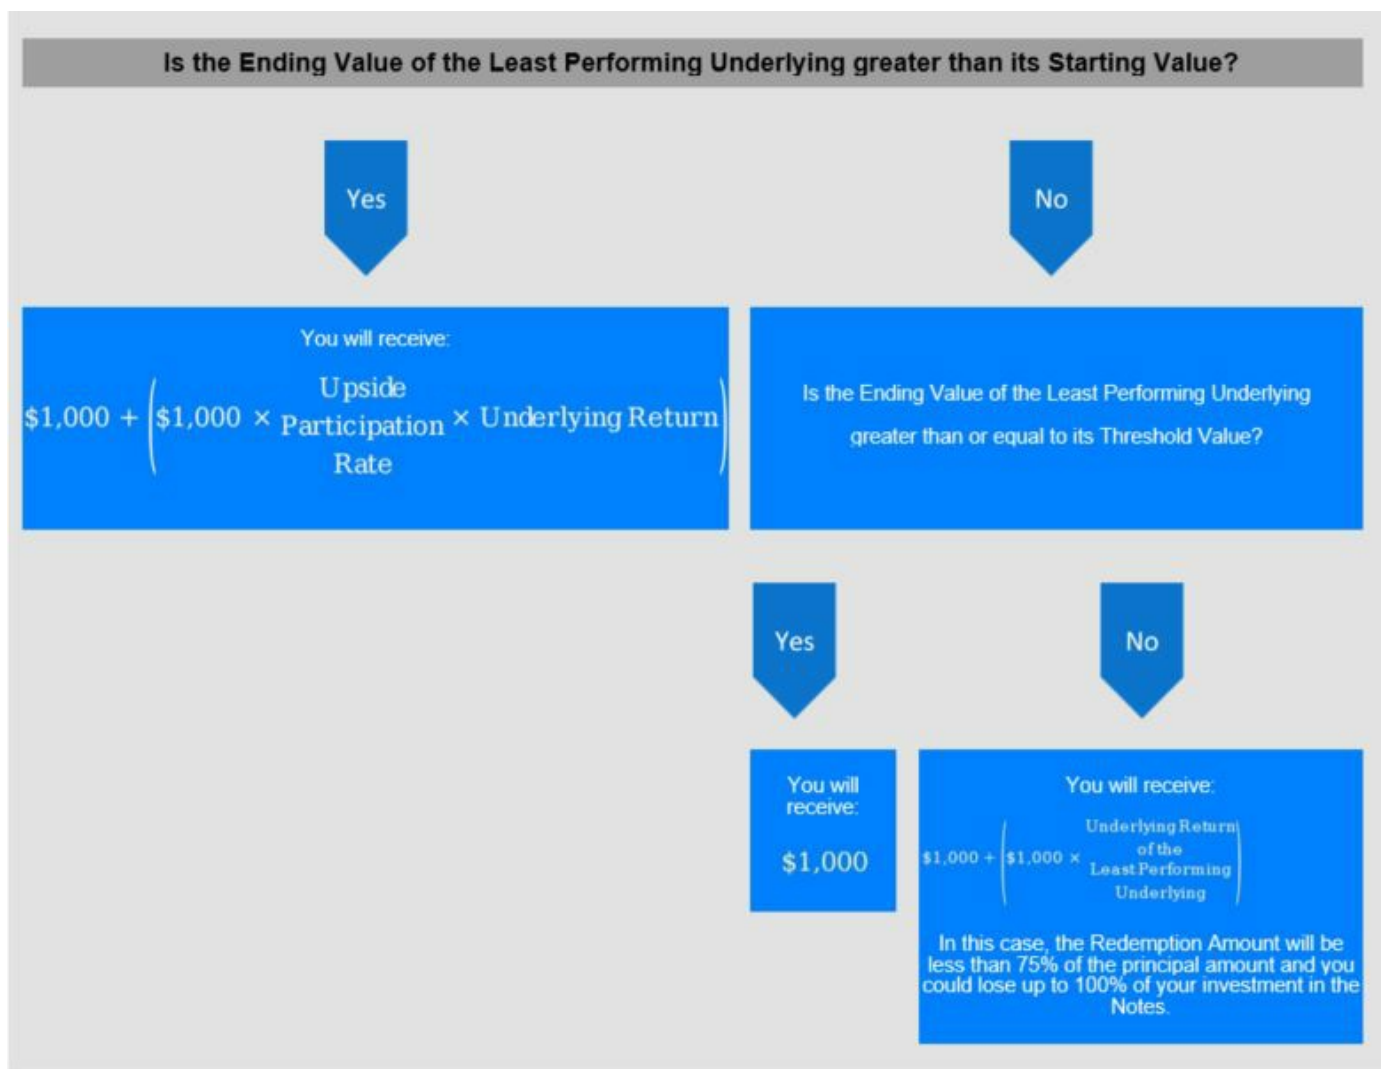 Is the Ending Value of the Least Performing Underlying greater than its Starting Value?
Yes
No
You will receive:
$1,000 + ($1,000 × Upside Participation Rate × Underlying Return)
Is the Ending Value of the Least Performing Underlying
greater than or equal to its Threshold Value?
Yes
No
You will
receive:
$1,000
You will receive:
$1,000 + ($1,000 × Underlying Return of the Least Performing Underlying)
In this case, the Redemption Amount will be
less than 75% of the principal amount and you
could lose up to 100% of your investment in the
Notes.